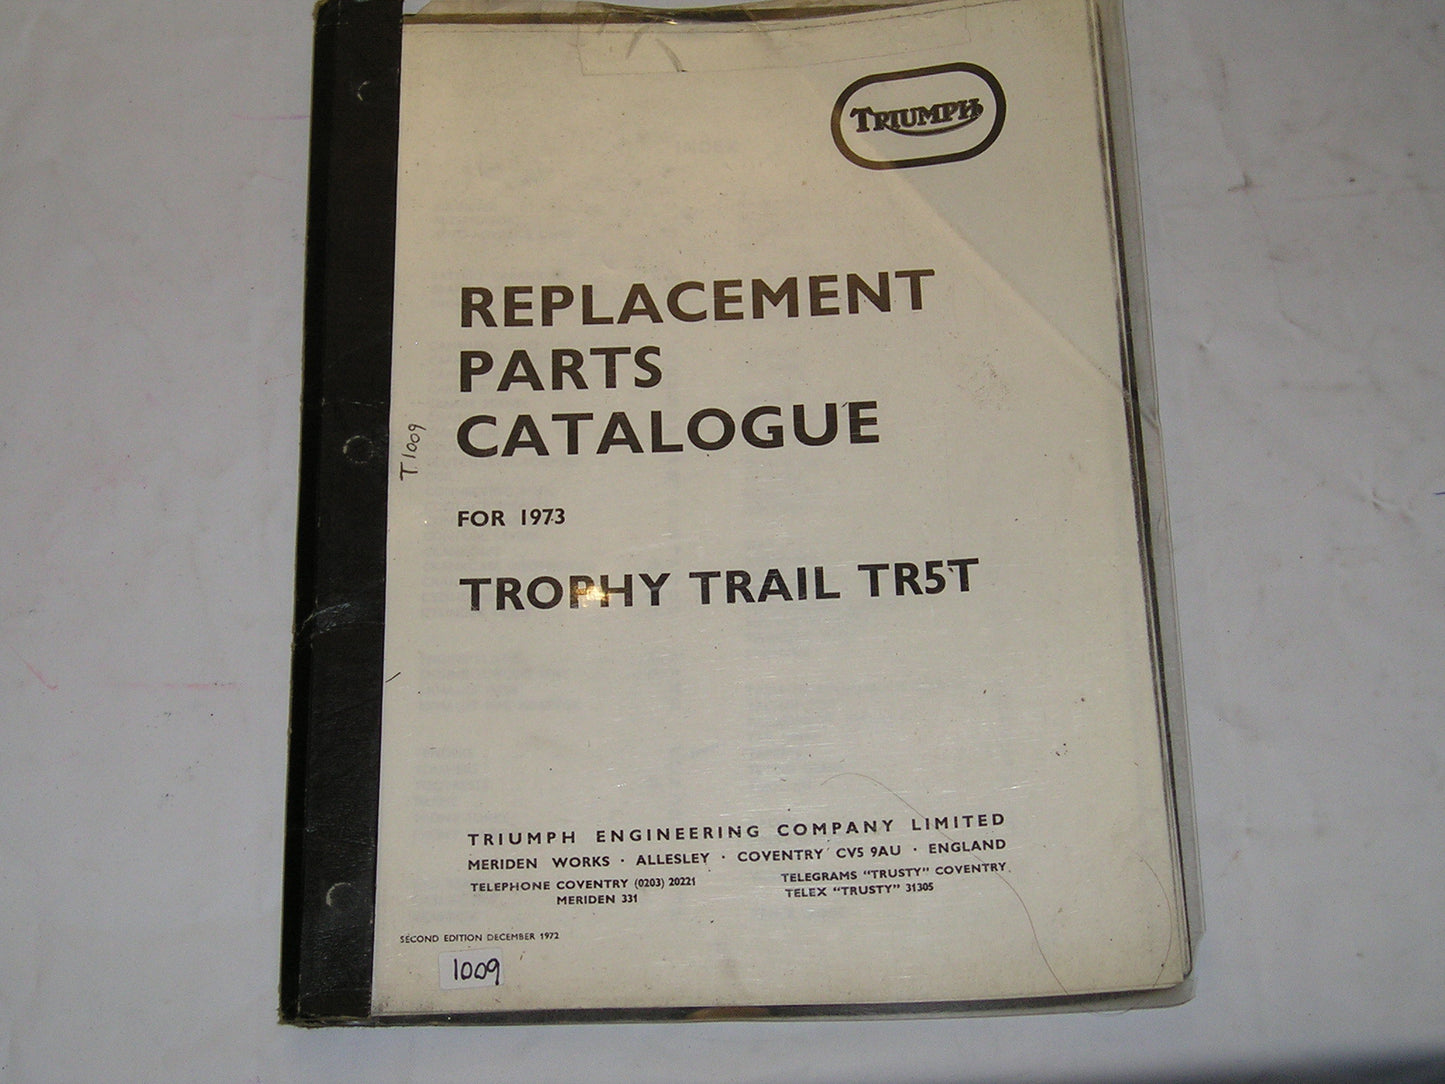 TRIUMPH
INDEX
REPLACEMENT
PARTS
CATALOGUE
T1009
FOR 1973
TROPHY TRAIL TR5T
TRIUMPH ENGINEERING COMPANY LIMITED
MERIDEN WORKS · ALLESLEY · COVENTRY CV5 9AU · ENGLAND
TELEPHONE COVENTRY (0203) 20221
MERIDEN 331
TELEGRAMS "TRUSTY" COVENTRY
TELEX "TRUSTY" 31305
SECOND EDITION DECEMBER 1972
1009